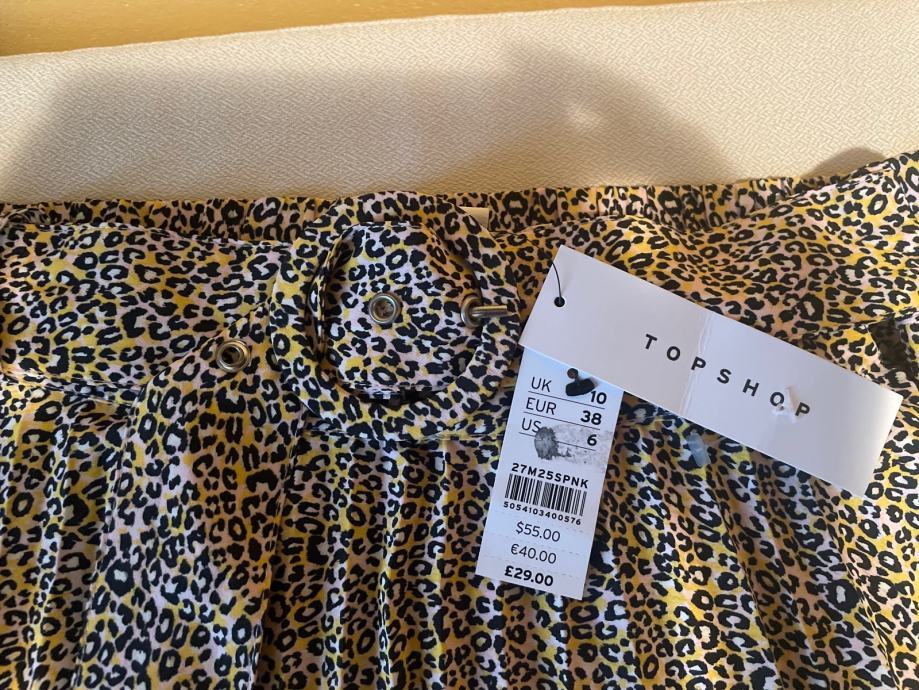 TOPSHOP
UK 10
EUR 38
US 6
27M25SPNK
5054103400576
$55.00
€40.00
£29.00